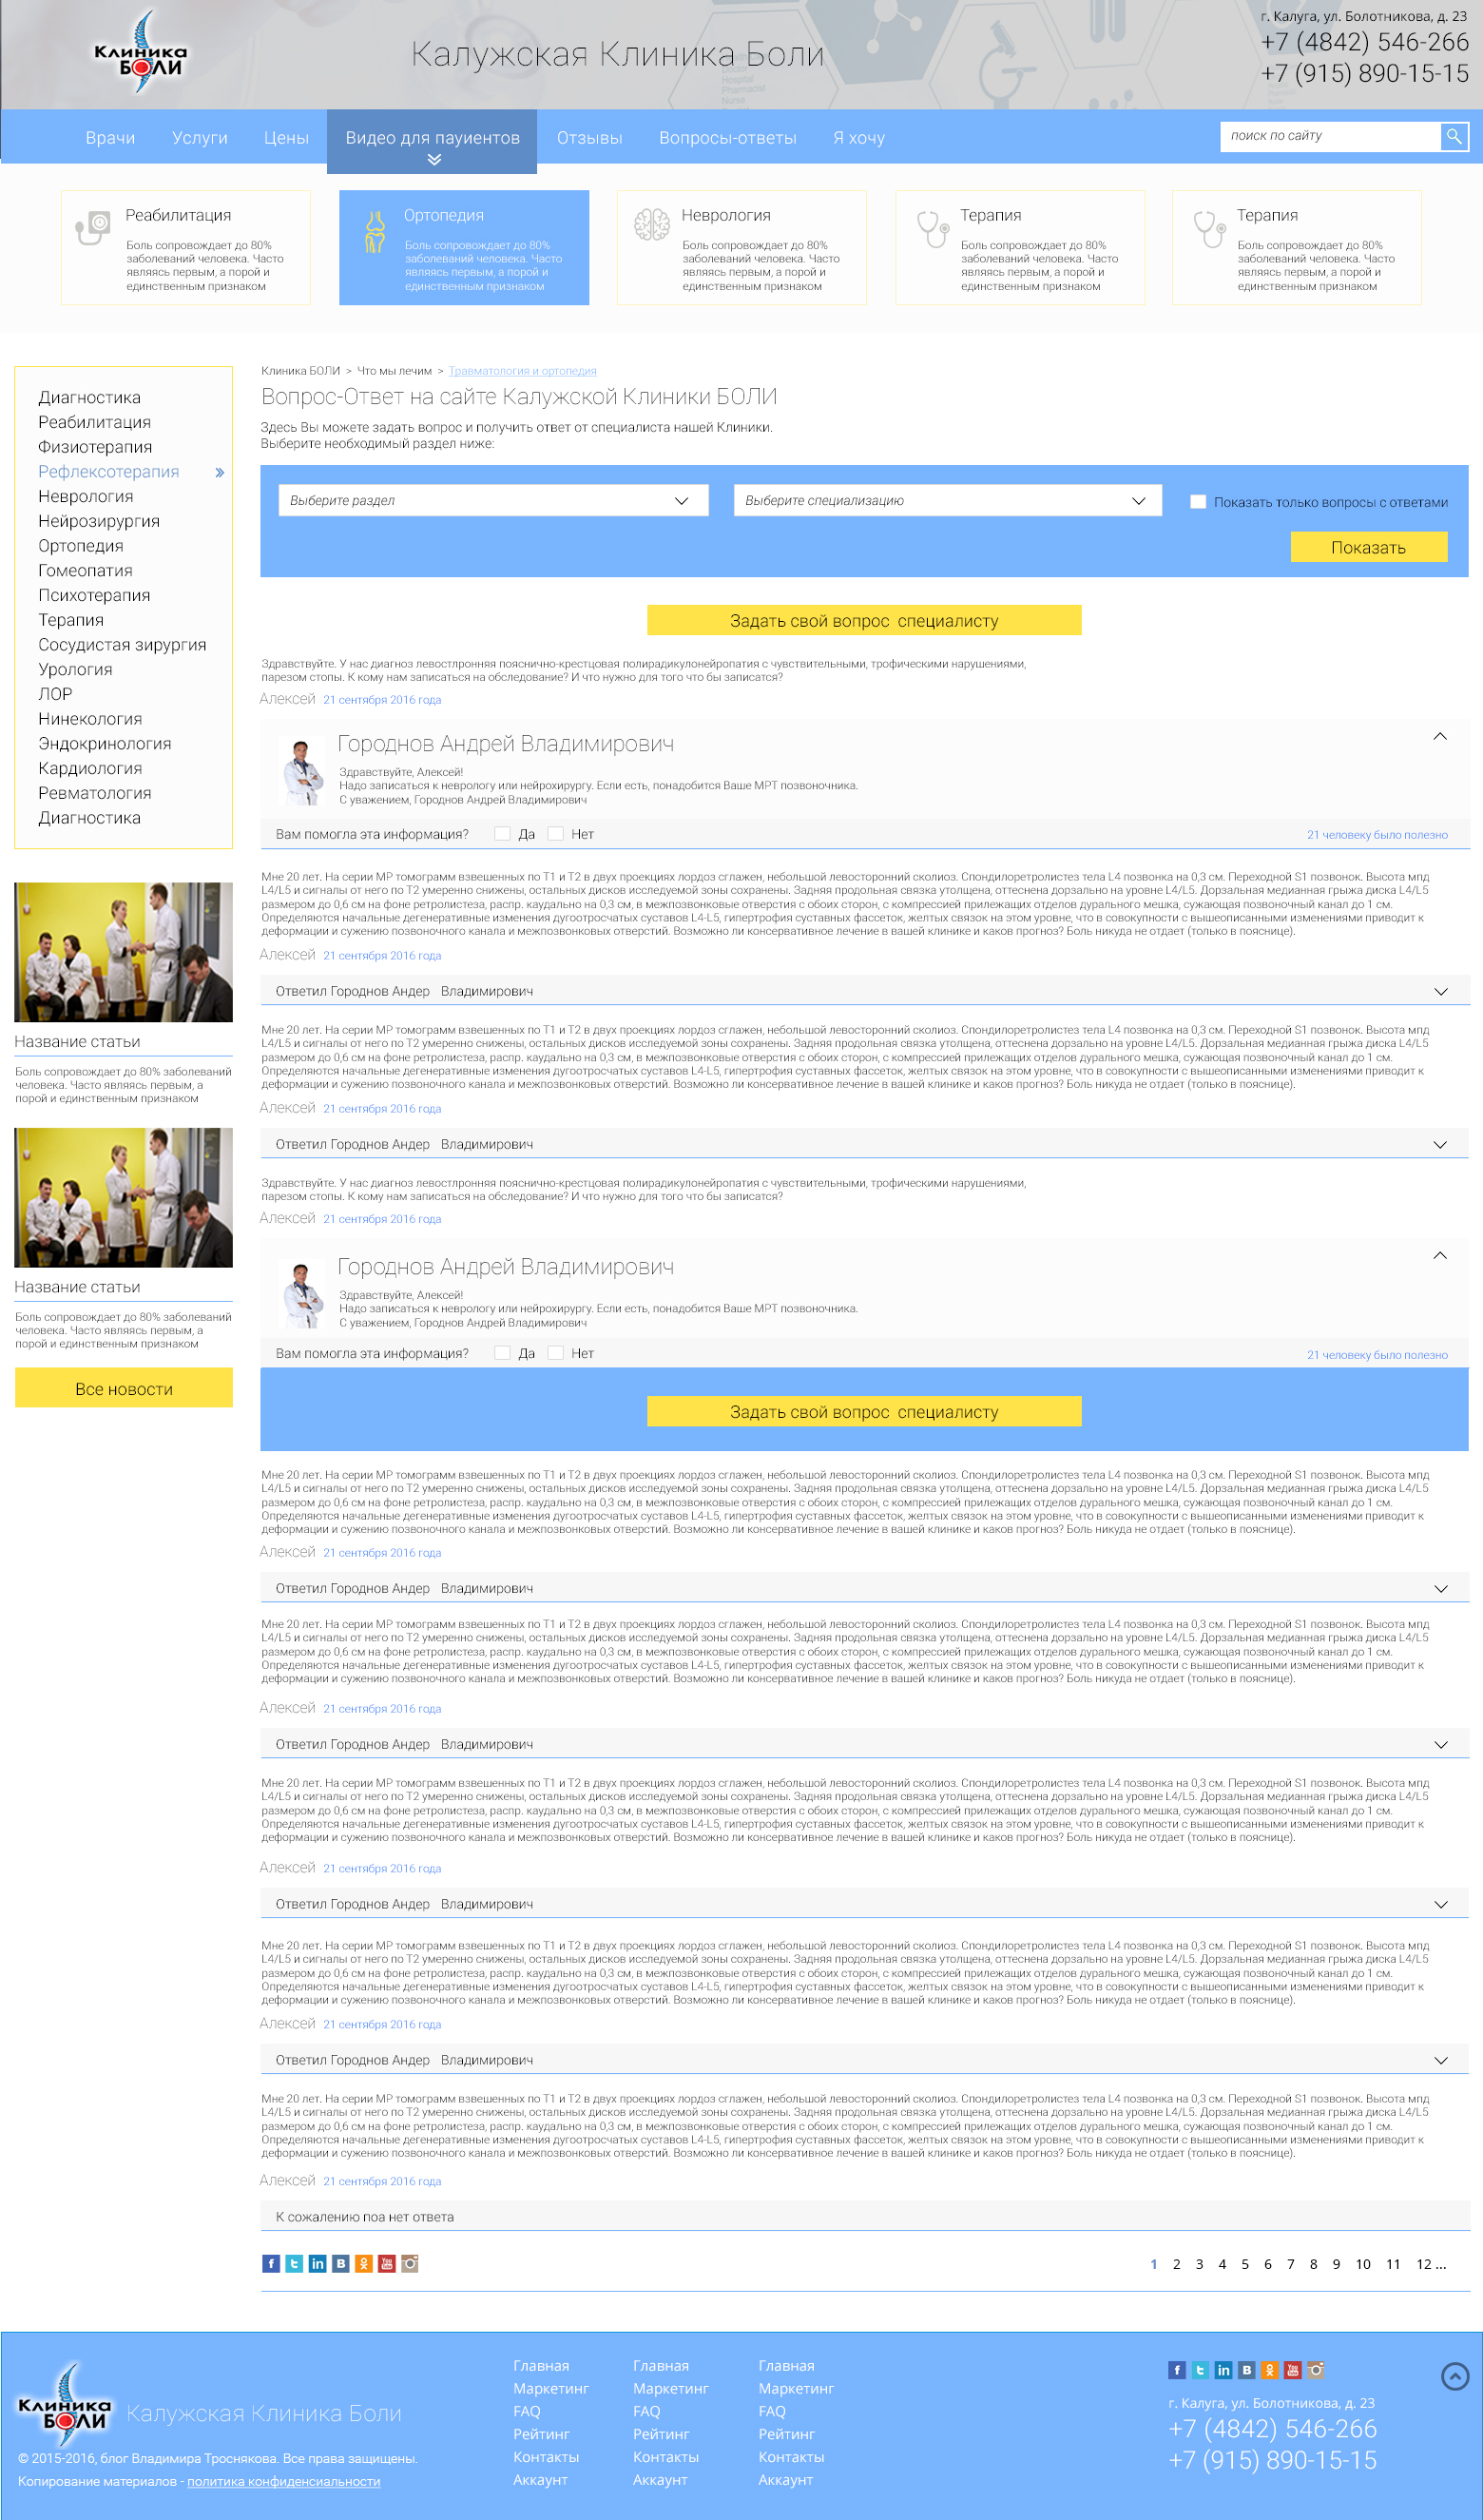 Клиника
БОЛИ
Калужская Клиника Боли
г. Калуга, ул. Болотникова, д. 23
+7 (4842) 546-266
+7 (915) 890-15-15
Doctor
Hospital
Pharmacist
Nurse
Врачи Услуги Цены Видео для пауиентов Отзывы Вопросы-ответы Я хочу
поиск по сайту
Реабилитация
Боль сопровождает до 80%
заболеваний человека. Часто
являясь первым, а порой и
единственным признаком
Ортопедия
Боль сопровождает до 80%
заболеваний человека. Часто
являясь первым, а порой и
единственным признаком
Неврология
Боль сопровождает до 80%
заболеваний человека. Часто
являясь первым, а порой и
единственным признаком
Терапия
Боль сопровождает до 80%
заболеваний человека. Часто
являясь первым, а порой и
единственным признаком
Терапия
Боль сопровождает до 80%
заболеваний человека. Часто
являясь первым, а порой и
единственным признаком
Диагностика
Реабилитация
Физиотерапия
Рефлексотерапия
Неврология
Нейрозирургия
Ортопедия
Гомеопатия
Психотерапия
Терапия
Сосудистая зирургия
Урология
ЛОР
Нинекология
Эндокринология
Кардиология
Ревматология
Диагностика
Название статьи
Боль сопровождает до 80% заболеваний
человека. Часто являясь первым, а
порой и единственным признаком
Название статьи
Боль сопровождает до 80% заболеваний
человека. Часто являясь первым, а
порой и единственным признаком
Все новости
Клиника БОЛИ > Что мы лечим > Травматология и ортопедия
Вопрос-Ответ на сайте Калужской Клиники БОЛИ
Здесь Вы можете задать вопрос и получить ответ от специалиста нашей Клиники.
Выберите необходимый раздел ниже:
Выберите раздел
Выберите специализацию
Показать только вопросы с ответами
Показать
Задать свой вопрос специалисту
Здравствуйте. У нас диагноз левостлронняя пояснично-крестцовая полирадикулонейропатия с чувствительными, трофическими нарушениями,
парезом стопы. К кому нам записаться на обследование? И что нужно для того что бы записатся?
Алексей 21 сентября 2016 года
Городнов Андрей Владимирович
Здравствуйте, Алексей!
Надо записаться к неврологу или нейрохирургу. Если есть, понадобится Ваше МРТ позвоночника.
С уважением, Городнов Андрей Владимирович
Вам помогла эта информация? Да Нет
21 человеку было полезно
Мне 20 лет. На серии МР томограмм взвешенных по Т1 и Т2 в двух проекциях лордоз сглажен, небольшой левосторонний сколиоз. Спондилоретролистез тела L4 позвонка на 0,3 см. Переходной S1 позвонок. Высота мпд
L4/L5 и сигналы от него по Т2 умеренно снижены, остальных дисков исследуемой зоны сохранены. Задняя продольная связка утолщена, оттеснена дорзально на уровне L4/L5. Дорзальная медианная грыжа диска L4/L5
размером до 0,6 см на фоне ретролистеза, распр. каудально на 0,3 см, в межпозвонковые отверстия с обоих сторон, с компрессией прилежащих отделов дурального мешка, сужающая позвоночный канал до 1 см.
Определяются начальные дегенеративные изменения дугоотросчатых суставов L4-L5, гипертрофия суставных фассеток, желтых связок на этом уровне, что в совокупности с вышеописанными изменениями приводит к
деформации и сужению позвоночного канала и межпозвонковых отверстий. Возможно ли консервативное лечение в вашей клинике и каков прогноз? Боль никуда не отдает (только в пояснице).
Алексей 21 сентября 2016 года
Ответил Городнов Андер Владимирович
Мне 20 лет. На серии МР томограмм взвешенных по Т1 и Т2 в двух проекциях лордоз сглажен, небольшой левосторонний сколиоз. Спондилоретролистез тела L4 позвонка на 0,3 см. Переходной S1 позвонок. Высота мпд
L4/L5 и сигналы от него по Т2 умеренно снижены, остальных дисков исследуемой зоны сохранены. Задняя продольная связка утолщена, оттеснена дорзально на уровне L4/L5. Дорзальная медианная грыжа диска L4/L5
размером до 0,6 см на фоне ретролистеза, распр. каудально на 0,3 см, в межпозвонковые отверстия с обоих сторон, с компрессией прилежащих отделов дурального мешка, сужающая позвоночный канал до 1 см.
Определяются начальные дегенеративные изменения дугоотросчатых суставов L4-L5, гипертрофия суставных фассеток, желтых связок на этом уровне, что в совокупности с вышеописанными изменениями приводит к
деформации и сужению позвоночного канала и межпозвонковых отверстий. Возможно ли консервативное лечение в вашей клинике и каков прогноз? Боль никуда не отдает (только в пояснице).
Алексей 21 сентября 2016 года
Ответил Городнов Андер Владимирович
Здравствуйте. У нас диагноз левостлронняя пояснично-крестцовая полирадикулонейропатия с чувствительными, трофическими нарушениями,
парезом стопы. К кому нам записаться на обследование? И что нужно для того что бы записатся?
Алексей 21 сентября 2016 года
Городнов Андрей Владимирович
Здравствуйте, Алексей!
Надо записаться к неврологу или нейрохирургу. Если есть, понадобится Ваше МРТ позвоночника.
С уважением, Городнов Андрей Владимирович
Вам помогла эта информация? Да Нет
21 человеку было полезно
Задать свой вопрос специалисту
Мне 20 лет. На серии МР томограмм взвешенных по Т1 и Т2 в двух проекциях лордоз сглажен, небольшой левосторонний сколиоз. Спондилоретролистез тела L4 позвонка на 0,3 см. Переходной S1 позвонок. Высота мпд
L4/L5 и сигналы от него по Т2 умеренно снижены, остальных дисков исследуемой зоны сохранены. Задняя продольная связка утолщена, оттеснена дорзально на уровне L4/L5. Дорзальная медианная грыжа диска L4/L5
размером до 0,6 см на фоне ретролистеза, распр. каудально на 0,3 см, в межпозвонковые отверстия с обоих сторон, с компрессией прилежащих отделов дурального мешка, сужающая позвоночный канал до 1 см.
Определяются начальные дегенеративные изменения дугоотросчатых суставов L4-L5, гипертрофия суставных фассеток, желтых связок на этом уровне, что в совокупности с вышеописанными изменениями приводит к
деформации и сужению позвоночного канала и межпозвонковых отверстий. Возможно ли консервативное лечение в вашей клинике и каков прогноз? Боль никуда не отдает (только в пояснице).
Алексей 21 сентября 2016 года
Ответил Городнов Андер Владимирович
Мне 20 лет. На серии МР томограмм взвешенных по Т1 и Т2 в двух проекциях лордоз сглажен, небольшой левосторонний сколиоз. Спондилоретролистез тела L4 позвонка на 0,3 см. Переходной S1 позвонок. Высота мпд
L4/L5 и сигналы от него по Т2 умеренно снижены, остальных дисков исследуемой зоны сохранены. Задняя продольная связка утолщена, оттеснена дорзально на уровне L4/L5. Дорзальная медианная грыжа диска L4/L5
размером до 0,6 см на фоне ретролистеза, распр. каудально на 0,3 см, в межпозвонковые отверстия с обоих сторон, с компрессией прилежащих отделов дурального мешка, сужающая позвоночный канал до 1 см.
Определяются начальные дегенеративные изменения дугоотросчатых суставов L4-L5, гипертрофия суставных фассеток, желтых связок на этом уровне, что в совокупности с вышеописанными изменениями приводит к
деформации и сужению позвоночного канала и межпозвонковых отверстий. Возможно ли консервативное лечение в вашей клинике и каков прогноз? Боль никуда не отдает (только в пояснице).
Алексей 21 сентября 2016 года
Ответил Городнов Андер Владимирович
Мне 20 лет. На серии МР томограмм взвешенных по Т1 и Т2 в двух проекциях лордоз сглажен, небольшой левосторонний сколиоз. Спондилоретролистез тела L4 позвонка на 0,3 см. Переходной S1 позвонок. Высота мпд
L4/L5 и сигналы от него по Т2 умеренно снижены, остальных дисков исследуемой зоны сохранены. Задняя продольная связка утолщена, оттеснена дорзально на уровне L4/L5. Дорзальная медианная грыжа диска L4/L5
размером до 0,6 см на фоне ретролистеза, распр. каудально на 0,3 см, в межпозвонковые отверстия с обоих сторон, с компрессией прилежащих отделов дурального мешка, сужающая позвоночный канал до 1 см.
Определяются начальные дегенеративные изменения дугоотросчатых суставов L4-L5, гипертрофия суставных фассеток, желтых связок на этом уровне, что в совокупности с вышеописанными изменениями приводит к
деформации и сужению позвоночного канала и межпозвонковых отверстий. Возможно ли консервативное лечение в вашей клинике и каков прогноз? Боль никуда не отдает (только в пояснице).
Алексей 21 сентября 2016 года
Ответил Городнов Андер Владимирович
Мне 20 лет. На серии МР томограмм взвешенных по Т1 и Т2 в двух проекциях лордоз сглажен, небольшой левосторонний сколиоз. Спондилоретролистез тела L4 позвонка на 0,3 см. Переходной S1 позвонок. Высота мпд
L4/L5 и сигналы от него по Т2 умеренно снижены, остальных дисков исследуемой зоны сохранены. Задняя продольная связка утолщена, оттеснена дорзально на уровне L4/L5. Дорзальная медианная грыжа диска L4/L5
размером до 0,6 см на фоне ретролистеза, распр. каудально на 0,3 см, в межпозвонковые отверстия с обоих сторон, с компрессией прилежащих отделов дурального мешка, сужающая позвоночный канал до 1 см.
Определяются начальные дегенеративные изменения дугоотросчатых суставов L4-L5, гипертрофия суставных фассеток, желтых связок на этом уровне, что в совокупности с вышеописанными изменениями приводит к
деформации и сужению позвоночного канала и межпозвонковых отверстий. Возможно ли консервативное лечение в вашей клинике и каков прогноз? Боль никуда не отдает (только в пояснице).
Алексей 21 сентября 2016 года
Ответил Городнов Андер Владимирович
Мне 20 лет. На серии МР томограмм взвешенных по Т1 и Т2 в двух проекциях лордоз сглажен, небольшой левосторонний сколиоз. Спондилоретролистез тела L4 позвонка на 0,3 см. Переходной S1 позвонок. Высота мпд
L4/L5 и сигналы от него по Т2 умеренно снижены, остальных дисков исследуемой зоны сохранены. Задняя продольная связка утолщена, оттеснена дорзально на уровне L4/L5. Дорзальная медианная грыжа диска L4/L5
размером до 0,6 см на фоне ретролистеза, распр. каудально на 0,3 см, в межпозвонковые отверстия с обоих сторон, с компрессией прилежащих отделов дурального мешка, сужающая позвоночный канал до 1 см.
Определяются начальные дегенеративные изменения дугоотросчатых суставов L4-L5, гипертрофия суставных фассеток, желтых связок на этом уровне, что в совокупности с вышеописанными изменениями приводит к
деформации и сужению позвоночного канала и межпозвонковых отверстий. Возможно ли консервативное лечение в вашей клинике и каков прогноз? Боль никуда не отдает (только в пояснице).
Алексей 21 сентября 2016 года
К сожалению поа нет ответа
1 2 3 4 5 6 7 8 9 10 11 12 ...
Клиника
БОЛИ
Калужская Клиника Боли
© 2015-2016, блог Владимира Троснякова. Все права защищены.
Копирование материалов - политика конфиденсиальности
Главная Главная Главная
Маркетинг Маркетинг Маркетинг
FAQ FAQ FAQ
Рейтинг Рейтинг Рейтинг
Контакты Контакты Контакты
Аккаунт Аккаунт Аккаунт
г. Калуга, ул. Болотникова, д. 23
+7 (4842) 546-266
+7 (915) 890-15-15